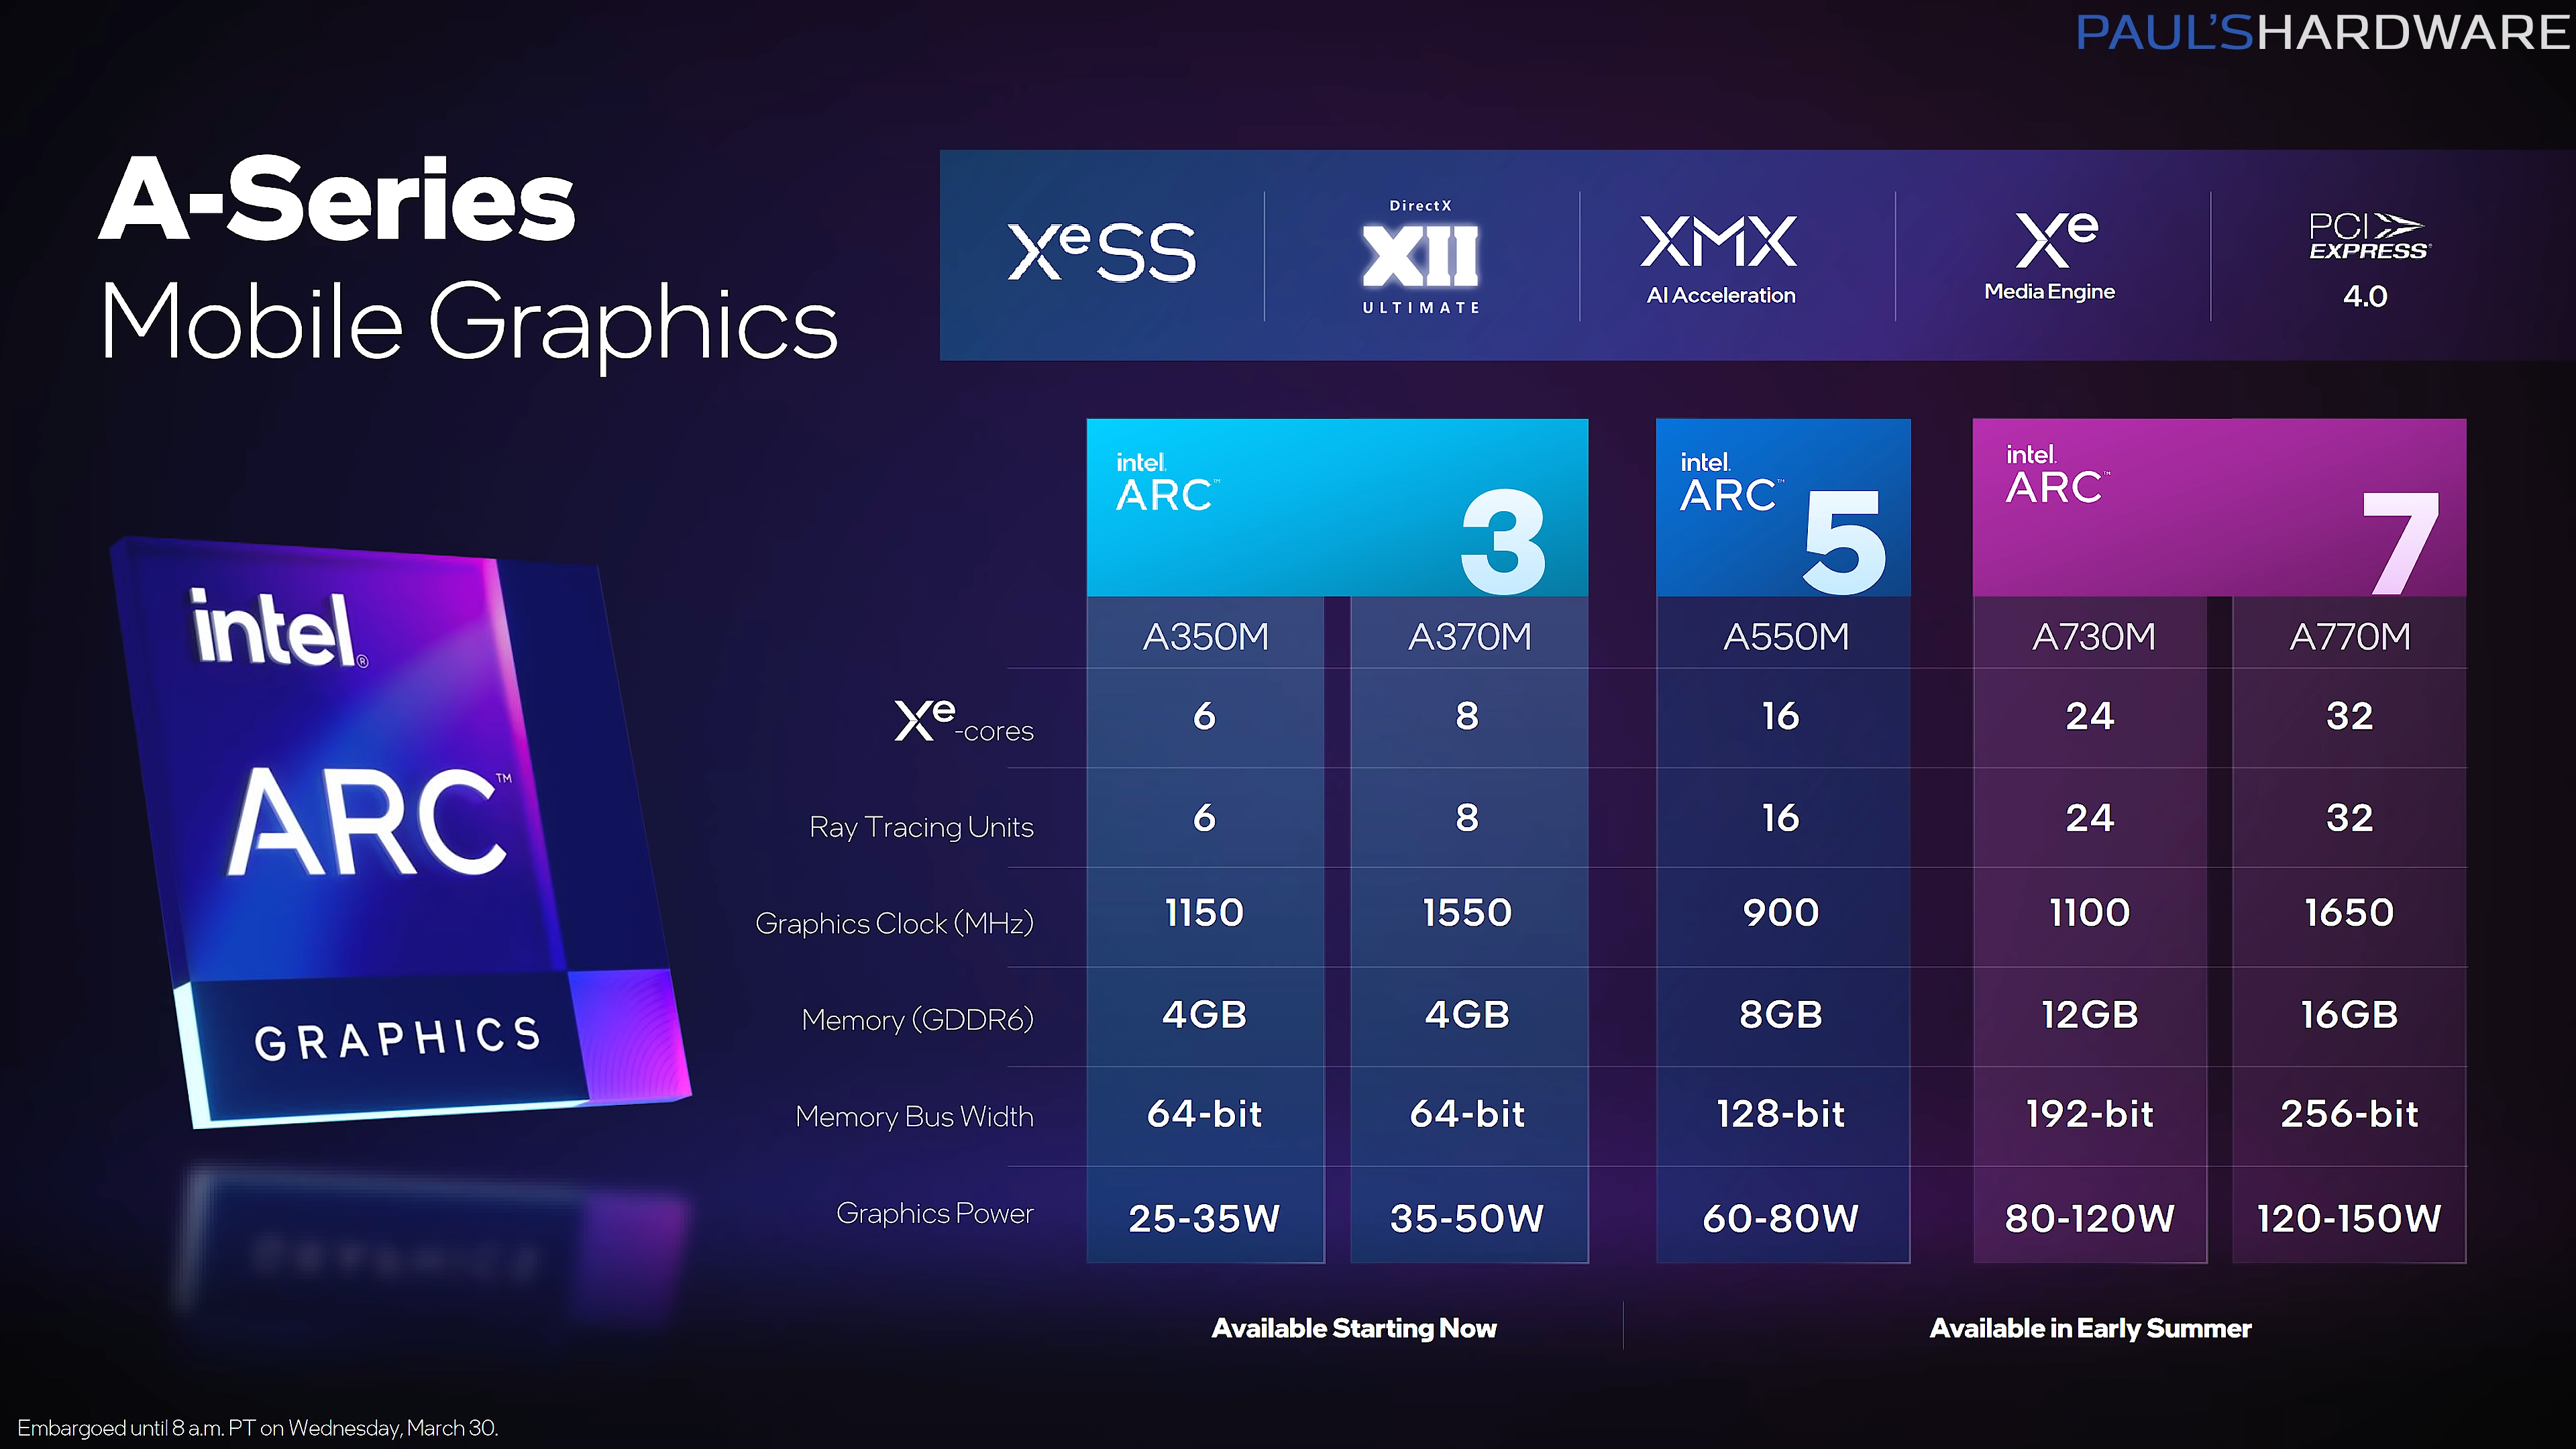 PAUL'SHARDWARE
A-Series
Mobile Graphics
XeSS
DirectX
XII
ULTIMATE
XMX
AI Acceleration
Xe
Media Engine
PCI
EXPRESS®
4.0
intel®
ARC™
GRAPHICS
intel.
ARC™
3
intel.
ARC™
5
intel.
ARC™
7
A350M A370M A550M A730M A770M
Xe-cores 6 8 16 24 32
Ray Tracing Units 6 8 16 24 32
Graphics Clock (MHz) 1150 1550 900 1100 1650
Memory (GDDR6) 4GB 4GB 8GB 12GB 16GB
Memory Bus Width 64-bit 64-bit 128-bit 192-bit 256-bit
Graphics Power 25-35W 35-50W 60-80W 80-120W 120-150W
Available Starting Now
Available in Early Summer
Embargoed until 8 a.m. PT on Wednesday, March 30.